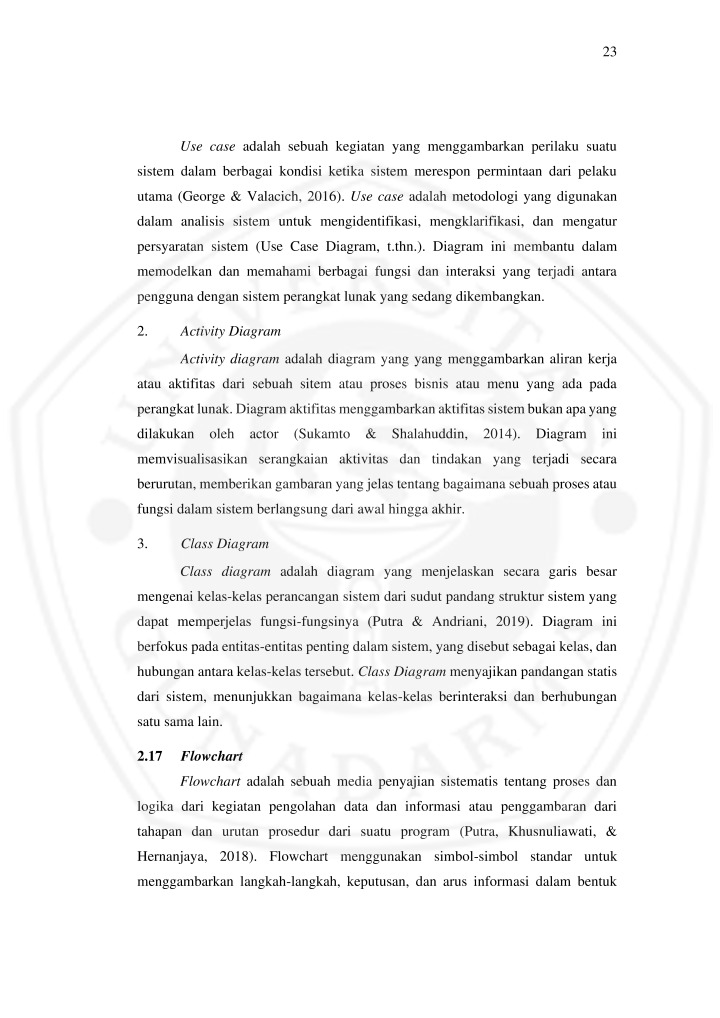 23
Use case adalah sebuah kegiatan yang menggambarkan perilaku suatu
sistem dalam berbagai kondisi ketika sistem merespon permintaan dari pelaku
utama (George & Valacich, 2016). Use case adalah metodologi yang digunakan
dalam analisis sistem untuk mengidentifikasi, mengklarifikasi, dan mengatur
persyaratan sistem (Use Case Diagram, t.thn.). Diagram ini membantu dalam
memodelkan dan memahami berbagai fungsi dan interaksi yang terjadi antara
pengguna dengan sistem perangkat lunak yang sedang dikembangkan.
2. Activity Diagram
Activity diagram adalah diagram yang yang menggambarkan aliran kerja
atau aktifitas dari sebuah sitem atau proses bisnis atau menu yang ada pada
perangkat lunak. Diagram aktifitas menggambarkan aktifitas sistem bukan apa yang
dilakukan oleh actor (Sukamto & Shalahuddin, 2014). Diagram ini
memvisualisasikan serangkaian aktivitas dan tindakan yang terjadi secara
berurutan, memberikan gambaran yang jelas tentang bagaimana sebuah proses atau
fungsi dalam sistem berlangsung dari awal hingga akhir.
3. Class Diagram
Class diagram adalah diagram yang menjelaskan secara garis besar
mengenai kelas-kelas perancangan sistem dari sudut pandang struktur sistem yang
dapat memperjelas fungsi-fungsinya (Putra & Andriani, 2019). Diagram ini
berfokus pada entitas-entitas penting dalam sistem, yang disebut sebagai kelas, dan
hubungan antara kelas-kelas tersebut. Class Diagram menyajikan pandangan statis
dari sistem, menunjukkan bagaimana kelas-kelas berinteraksi dan berhubungan
satu sama lain.
2.17 Flowchart
Flowchart adalah sebuah media penyajian sistematis tentang proses dan
logika dari kegiatan pengolahan data dan informasi atau penggambaran dari
tahapan dan urutan prosedur dari suatu program (Putra, Khusnuliawati, &
Hernanjaya, 2018). Flowchart menggunakan simbol-simbol standar untuk
menggambarkan langkah-langkah, keputusan, dan arus informasi dalam bentuk